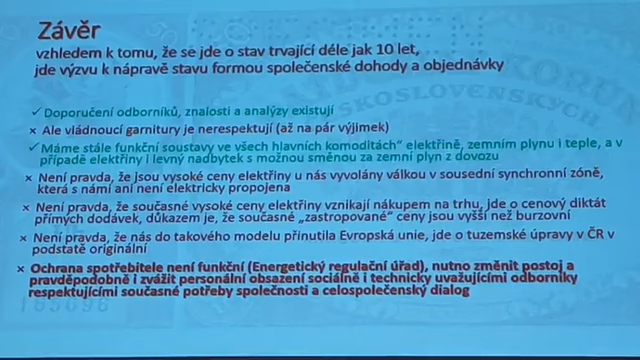 Závěr
vzhledem k tomu, že se jde o stav trvající déle jak 10 let,
jde výzvu k nápravě stavu formou společenské dohody a objednávky
✓ Doporučení odborníků, znalosti a analýzy existují
× Ale vládnoucí garnitury je nerespektují (až na pár výjimek)
✓ Máme stále funkční soustavy ve všech hlavních komoditách" elektřině, zemním plynu i teple, a v
případě elektřiny i levný nadbytek s možnou směnou za zemní plyn z dovozu
× Není pravda, že jsou vysoké ceny elektřiny u nás vyvolány válkou v sousední synchronní zóně,
která s námi ani není elektricky propojena
× Není pravda, že současné vysoké ceny elektřiny vznikají nákupem na trhu, jde o cenový diktát
přímých dodávek, důkazem je, že současné „zastropované" ceny jsou vyšší než burzovní
× Není pravda, že nás do takového modelu přinutila Evropská unie, jde o tuzemské úpravy v ČR v
podstatě originální
× Ochrana spotřebitele není funkční (Energetický regulační úřad), nutno změnit postoj a
pravděpodobně i zvážit personální obsazení sociálně i technicky uvažujícími odborníky
respektujícími současné potřeby společnosti a celospolečenský dialog
KORUN
ČESKOSLOVENSKÝCH
165098